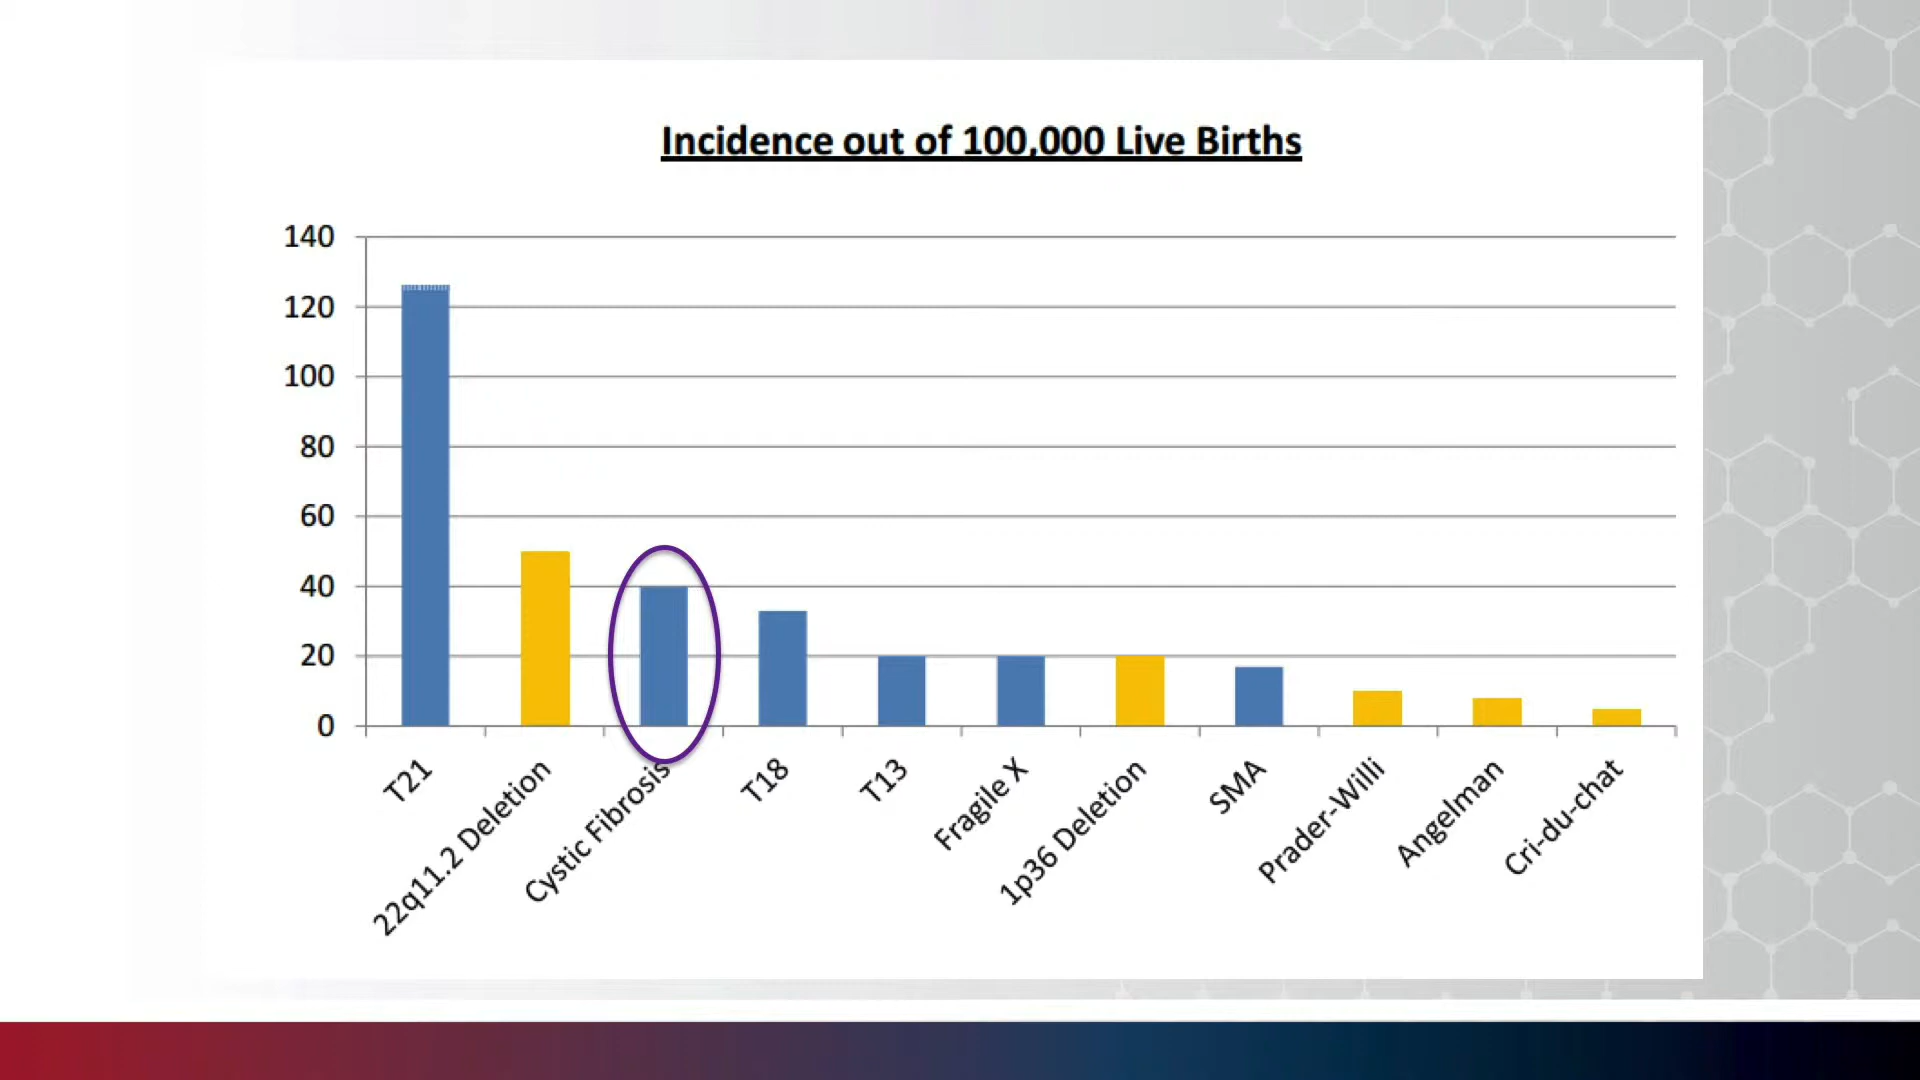 Incidence out of 100,000 Live Births
140
120
100
80
60
40
20
0
T21
22q11.2 Deletion
Cystic Fibrosis
T18
T13
Fragile X
1p36 Deletion
SMA
Prader-Willi
Angelman
Cri-du-chat